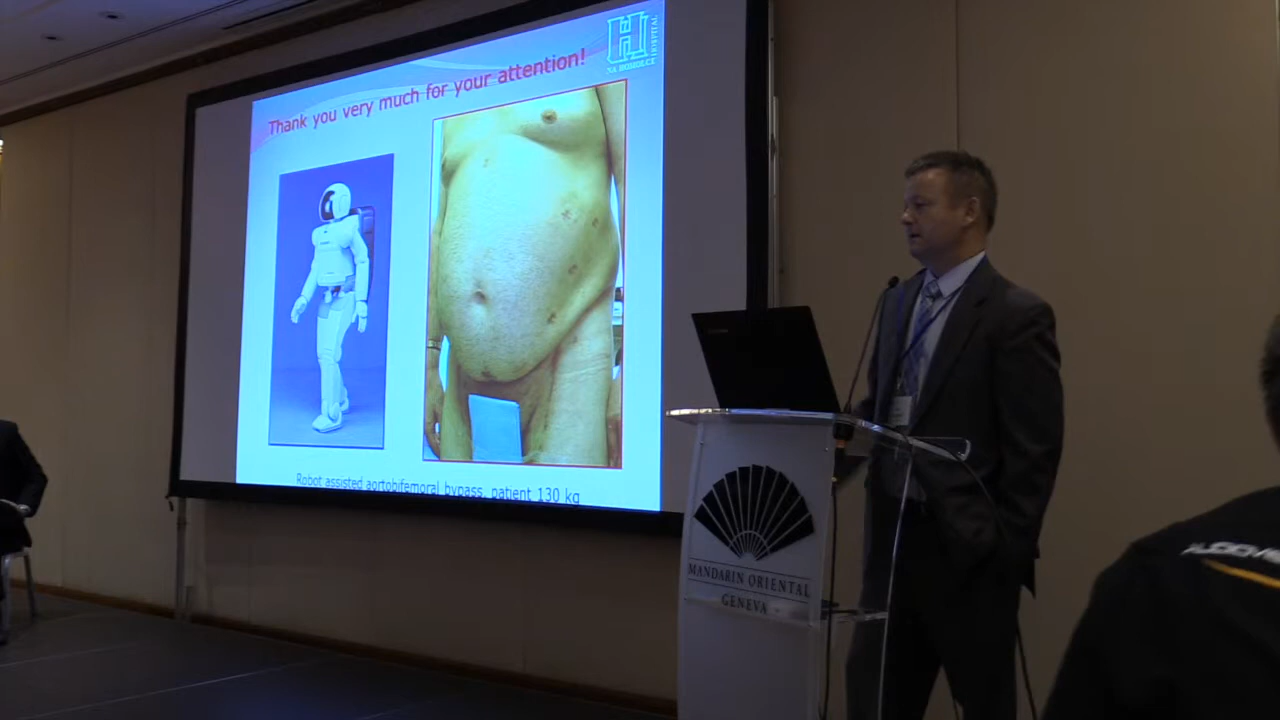 Thank you very much for your attention!
NA HOMOLCE
HOSPITAL
Robot assisted aortobifemoral bypass, patient 130 kg
MANDARIN ORIENTAL
GENEVA